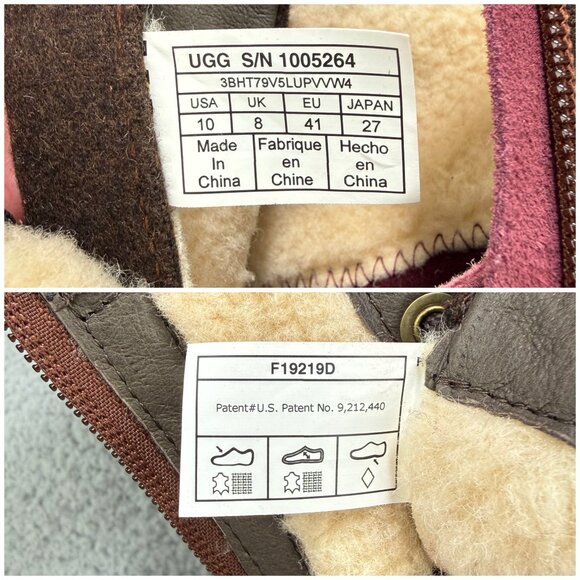 UGG S/N 1005264
3BHT79V5LUPVVW4
USA UK EU JAPAN
10 8 41 27
Made Fabrique Hecho
In en en
China Chine China
F19219D
Patent#U.S. Patent No. 9,212,440